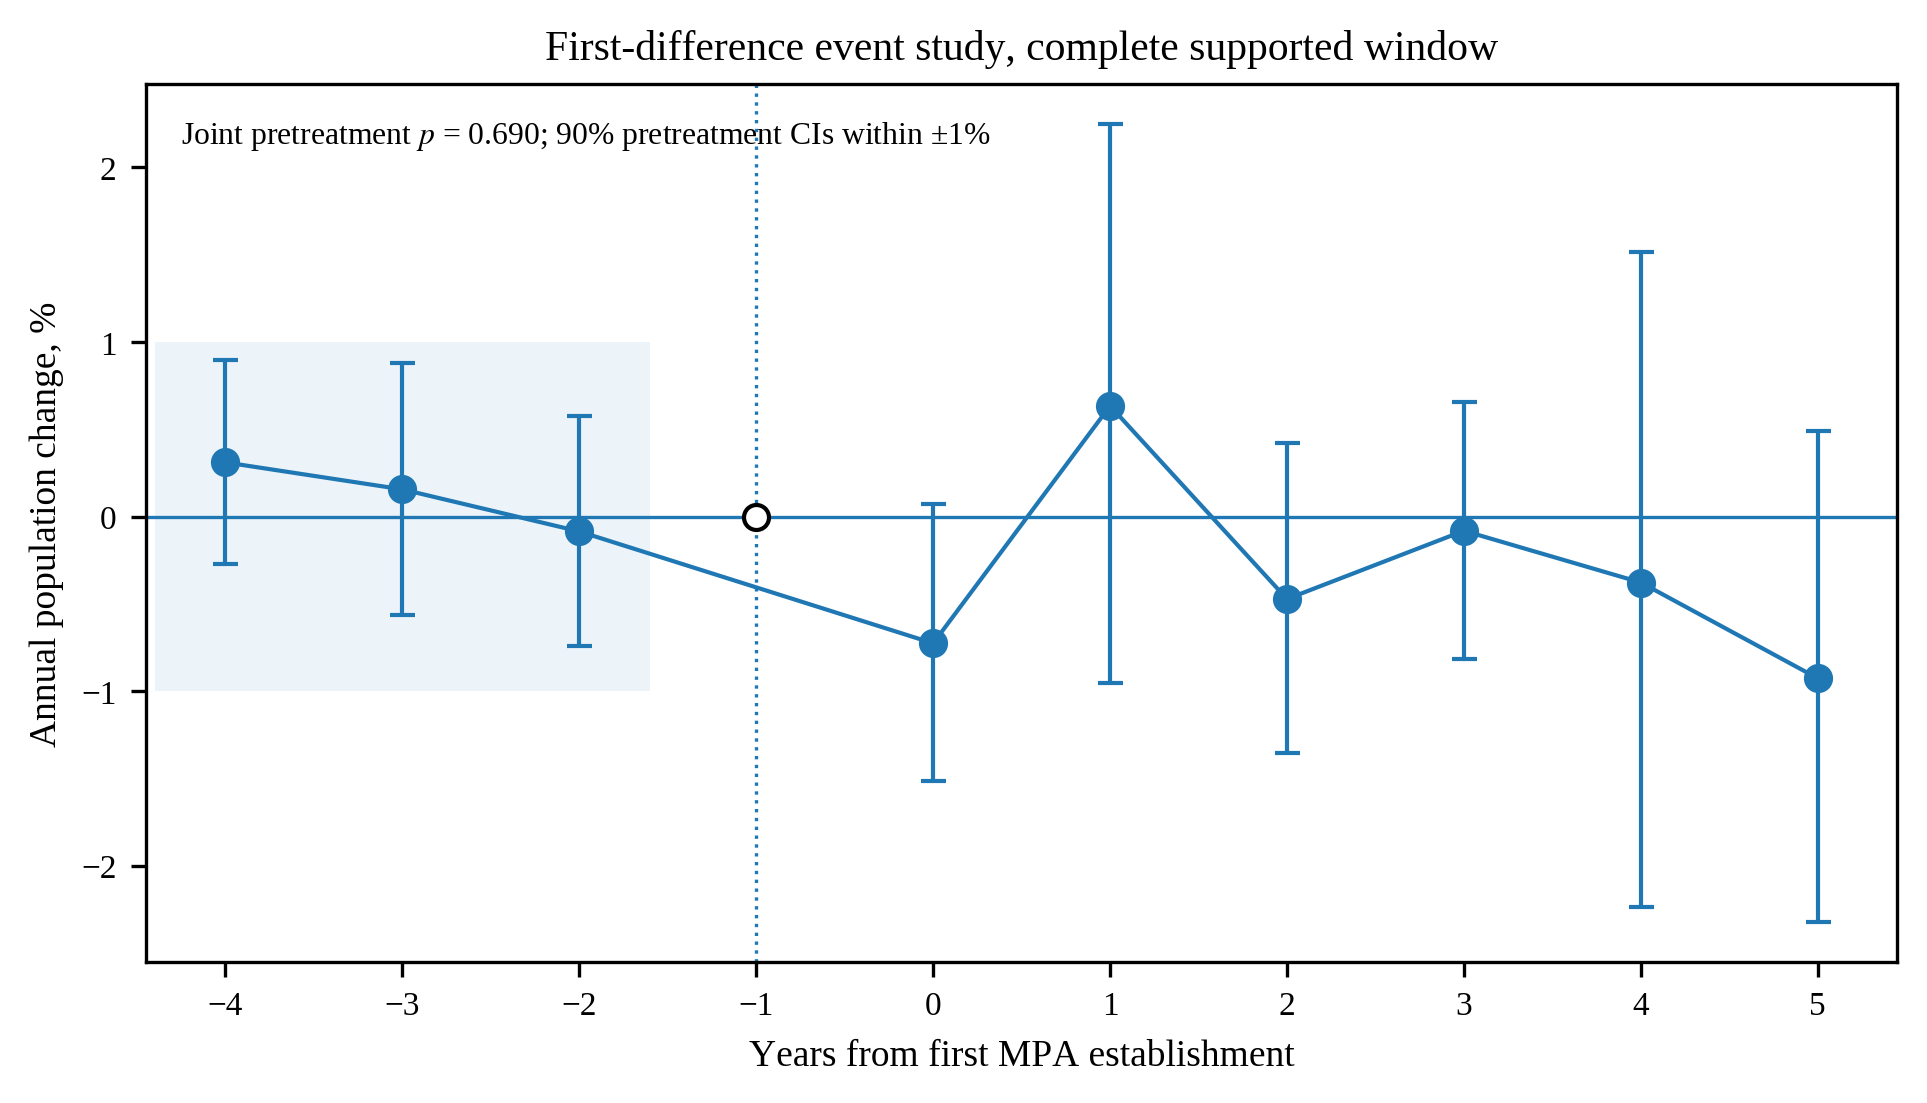 First-difference event study, complete supported window
Joint pretreatment p = 0.690; 90% pretreatment CIs within ±1%
Annual population change, %
2
1
0
−1
−2
−4 −3 −2 −1 0 1 2 3 4 5
Years from first MPA establishment